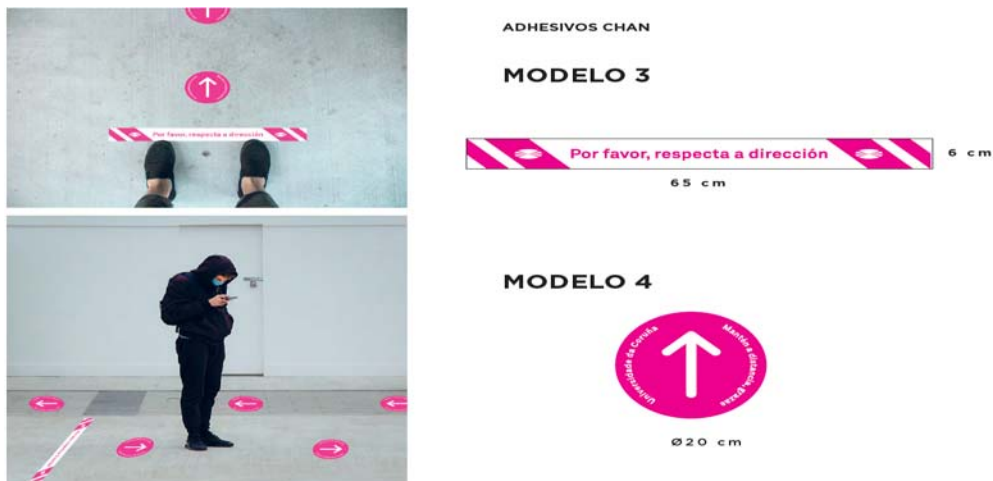 Por favor, respecta a dirección
ADHESIVOS CHAN
MODELO 3
Por favor, respecta a dirección
6 cm
65 cm
MODELO 4
Universidade da Coruña
Mantén a distancia. Grazas
Ø20 cm